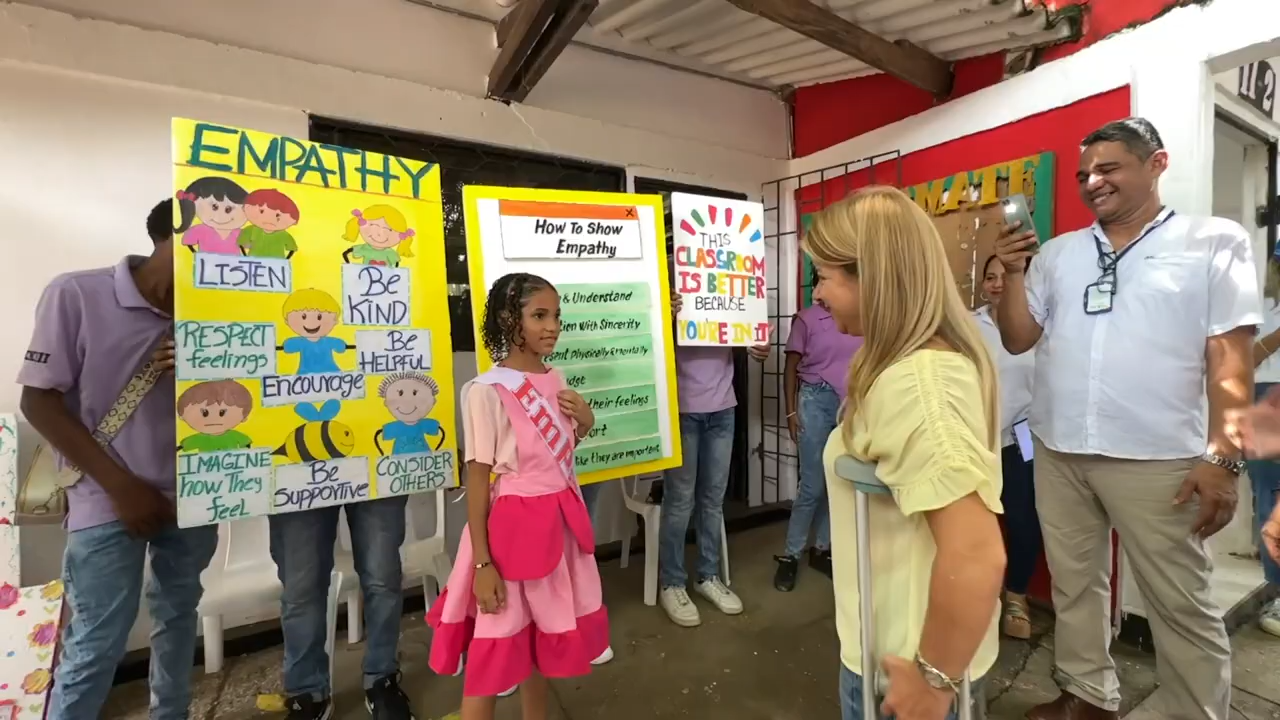 EMPATHY
LISTEN
Be
KIND
RESPECT
feelings
Encourage
Be
HELPFUL
IMAGINE
how They
feel
Be
SUPPORTIVE
CONSIDER
OTHERS
How To Show
Empathy
& Understand
With Sincerity
Physically & Mentally
their feelings
like they are important
THIS
CLASSROOM
IS BETTER
BECAUSE
YOU'RE IN IT
11-2